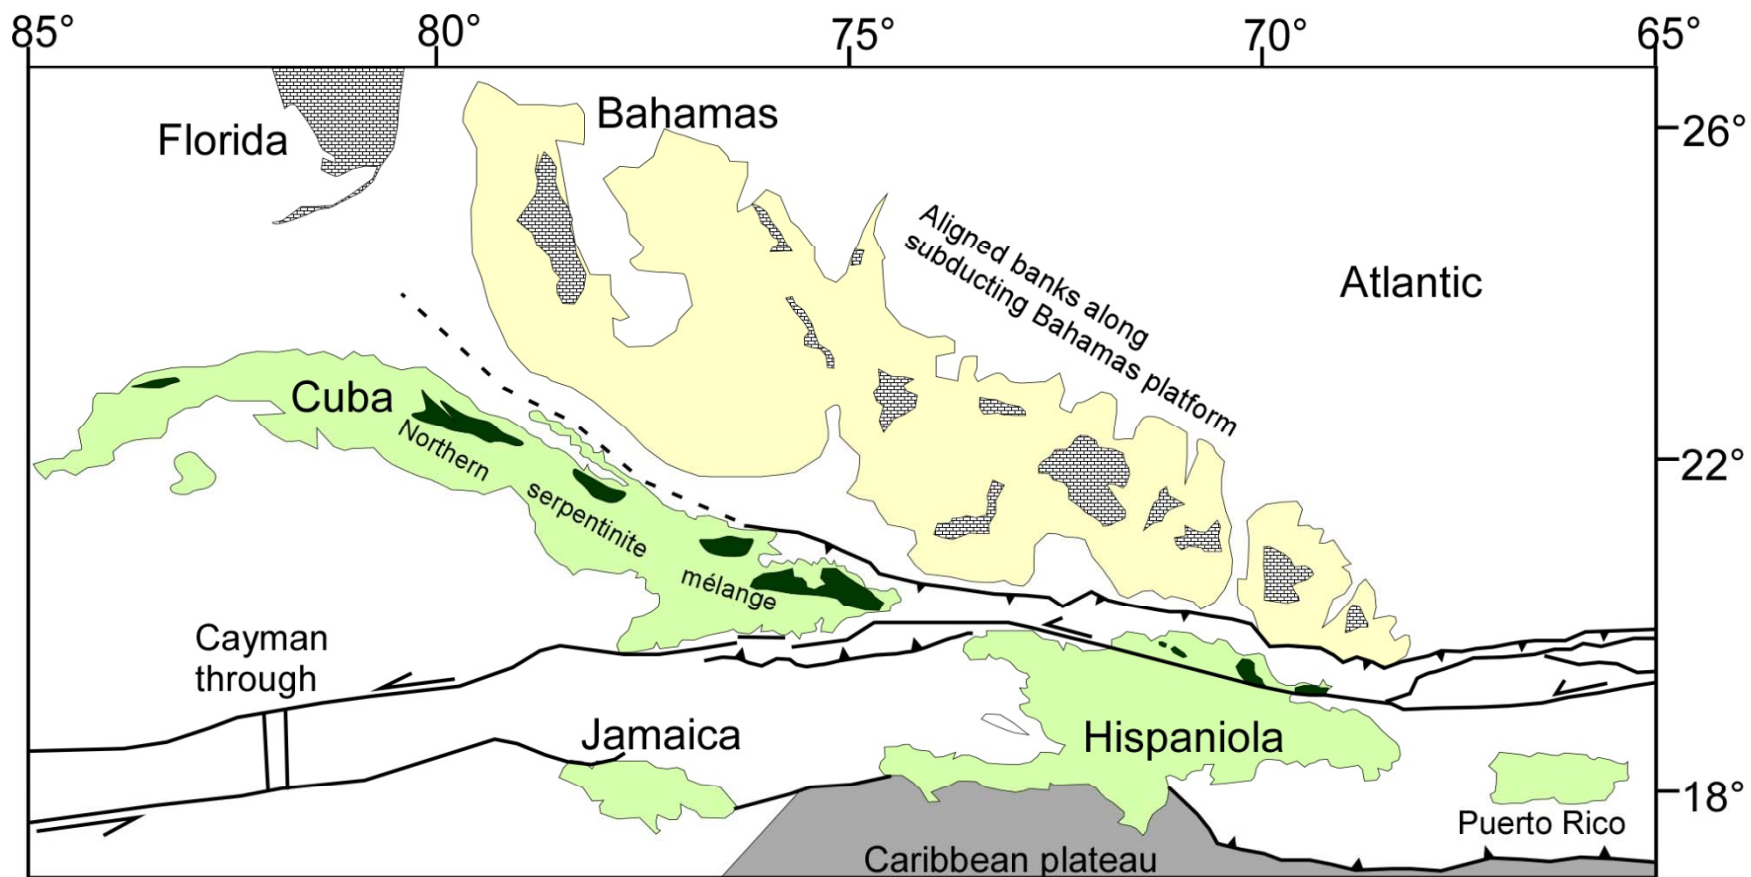 85°
80°
75°
70°
65°
Florida
Bahamas
26°
Aligned banks along
subducting Bahamas platform
Atlantic
Cuba
Northern
serpentinite
mélange
22°
Cayman
through
Jamaica
Hispaniola
18°
Puerto Rico
Caribbean plateau